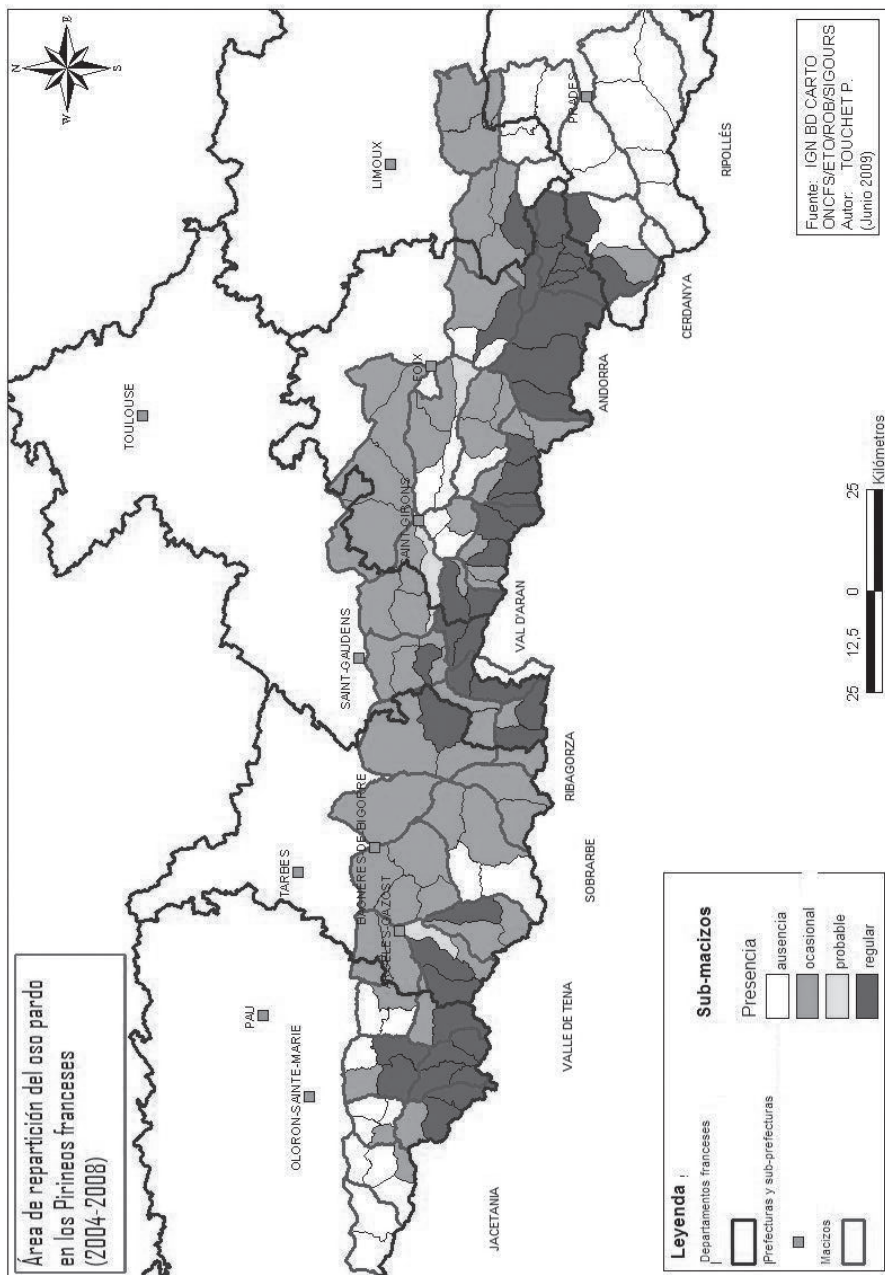 Área de repartición del oso pardo
en los Pirineos franceses
(2004-2008)
N
E
S
W
TOULOUSE
PAU
TARBES
OLORON-SAINTE-MARIE
ARGELÈS-GAZOST
BAGNÈRES-DE-BIGORRE
SAINT-GAUDENS
SAINT-GIRONS
FOIX
LIMOUX
PRADES
JACETANIA
VALLE DE TENA
SOBRARBE
RIBAGORZA
VAL D'ARAN
ANDORRA
CERDANYA
RIPOLLÉS
Leyenda
Departamentos franceses
Prefecturas y sub-prefecturas
Macizos
Sub-macizos
Presencia
ausencia
ocasional
probable
regular
25 12,5 0 25
Kilómetros
Fuente: IGN BD CARTO
ONCFS/ETO/ROB/SIGOURS
Autor: TOUCHET P.
(Junio 2009)